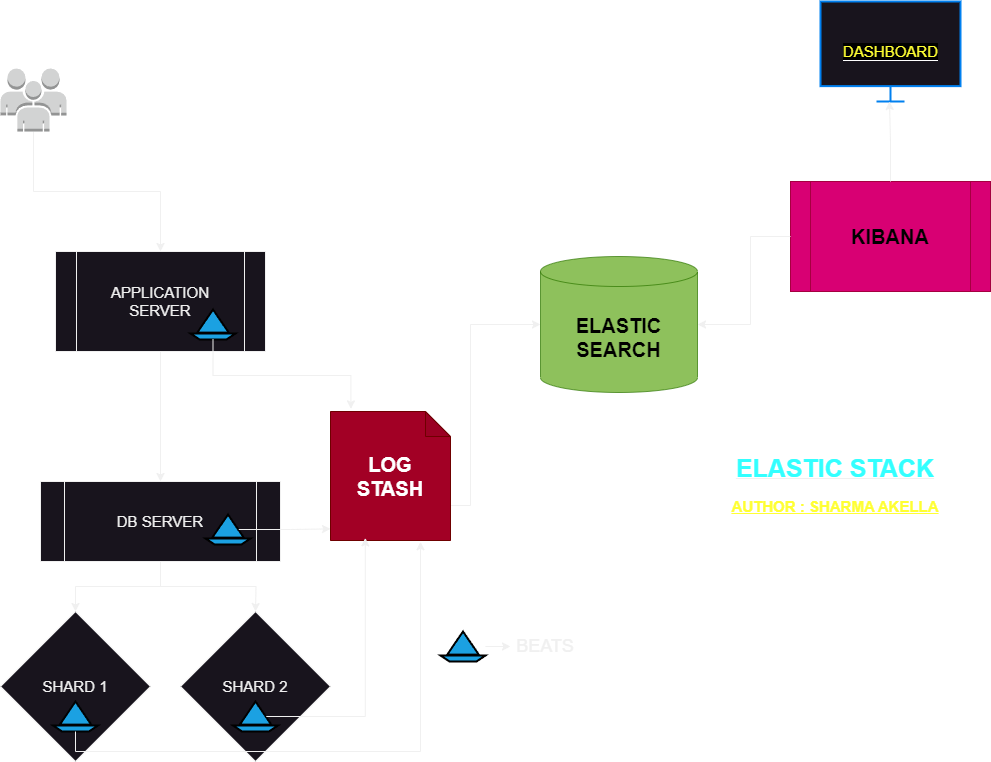 DASHBOARD
KIBANA
APPLICATION
SERVER
ELASTIC
SEARCH
LOG
STASH
ELASTIC STACK
AUTHOR : SHARMA AKELLA
DB SERVER
BEATS
SHARD 1
SHARD 2